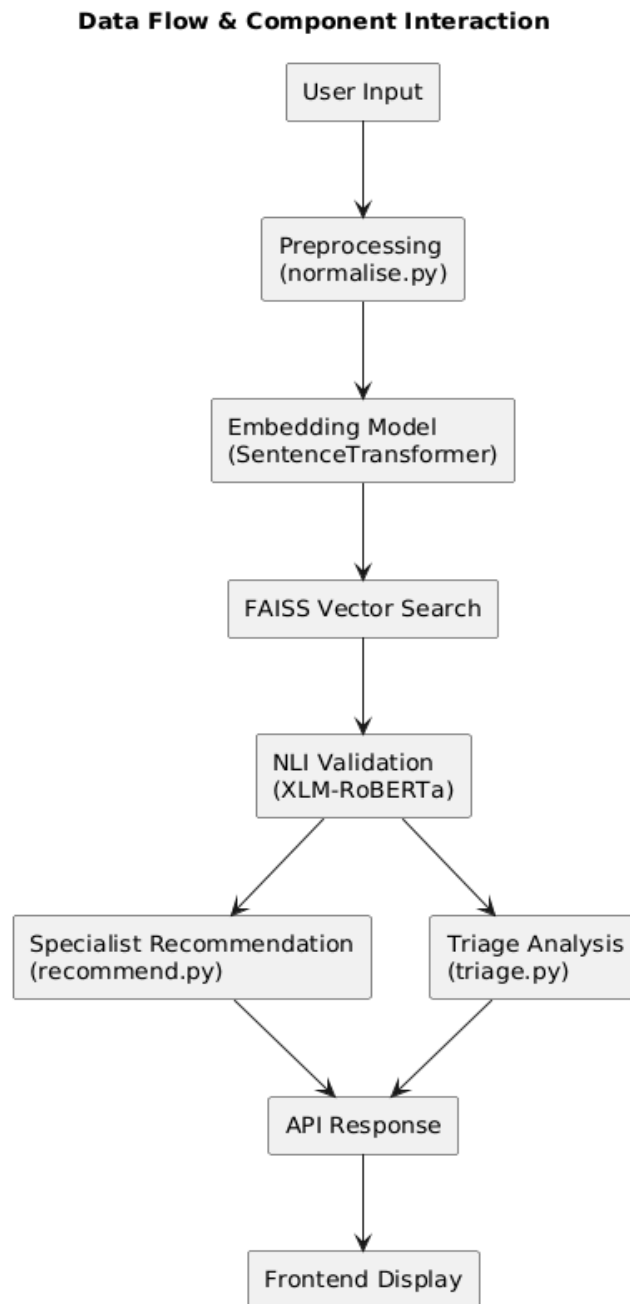 Data Flow & Component Interaction
User Input
Preprocessing
(normalise.py)
Embedding Model
(SentenceTransformer)
FAISS Vector Search
NLI Validation
(XLM-RoBERTa)
Specialist Recommendation
(recommend.py)
Triage Analysis
(triage.py)
API Response
Frontend Display